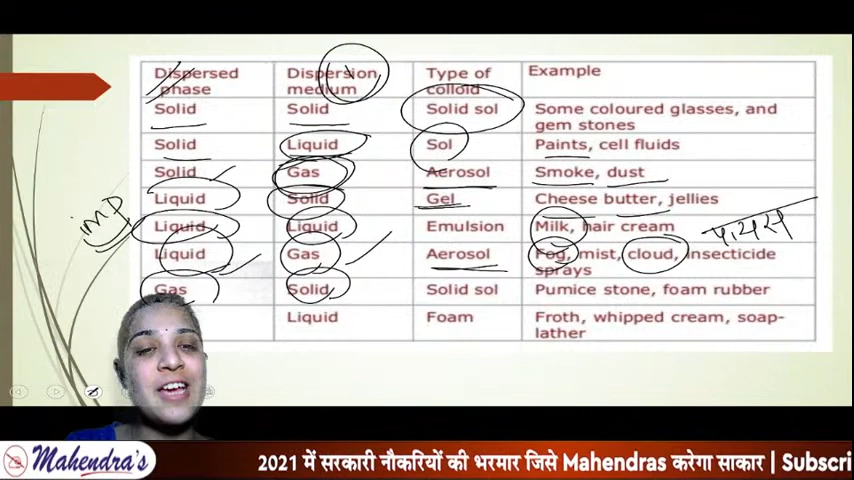 Dispersed phase Dispersion medium Type of colloid Example
Solid Solid Solid sol Some coloured glasses, and gem stones
Solid Liquid Sol Paints, cell fluids
Solid Gas Aerosol Smoke, dust
Liquid Solid Gel Cheese butter, jellies
imp
Liquid Liquid Emulsion Milk, hair cream
पायस
Liquid Gas Aerosol Fog, mist, cloud, insecticide sprays
Gas Solid Solid sol Pumice stone, foam rubber
Liquid Foam Froth, whipped cream, soap-lather
Mahendra's
2021 में सरकारी नौकरियों की भरमार जिसे Mahendras करेगा साकार | Subscri